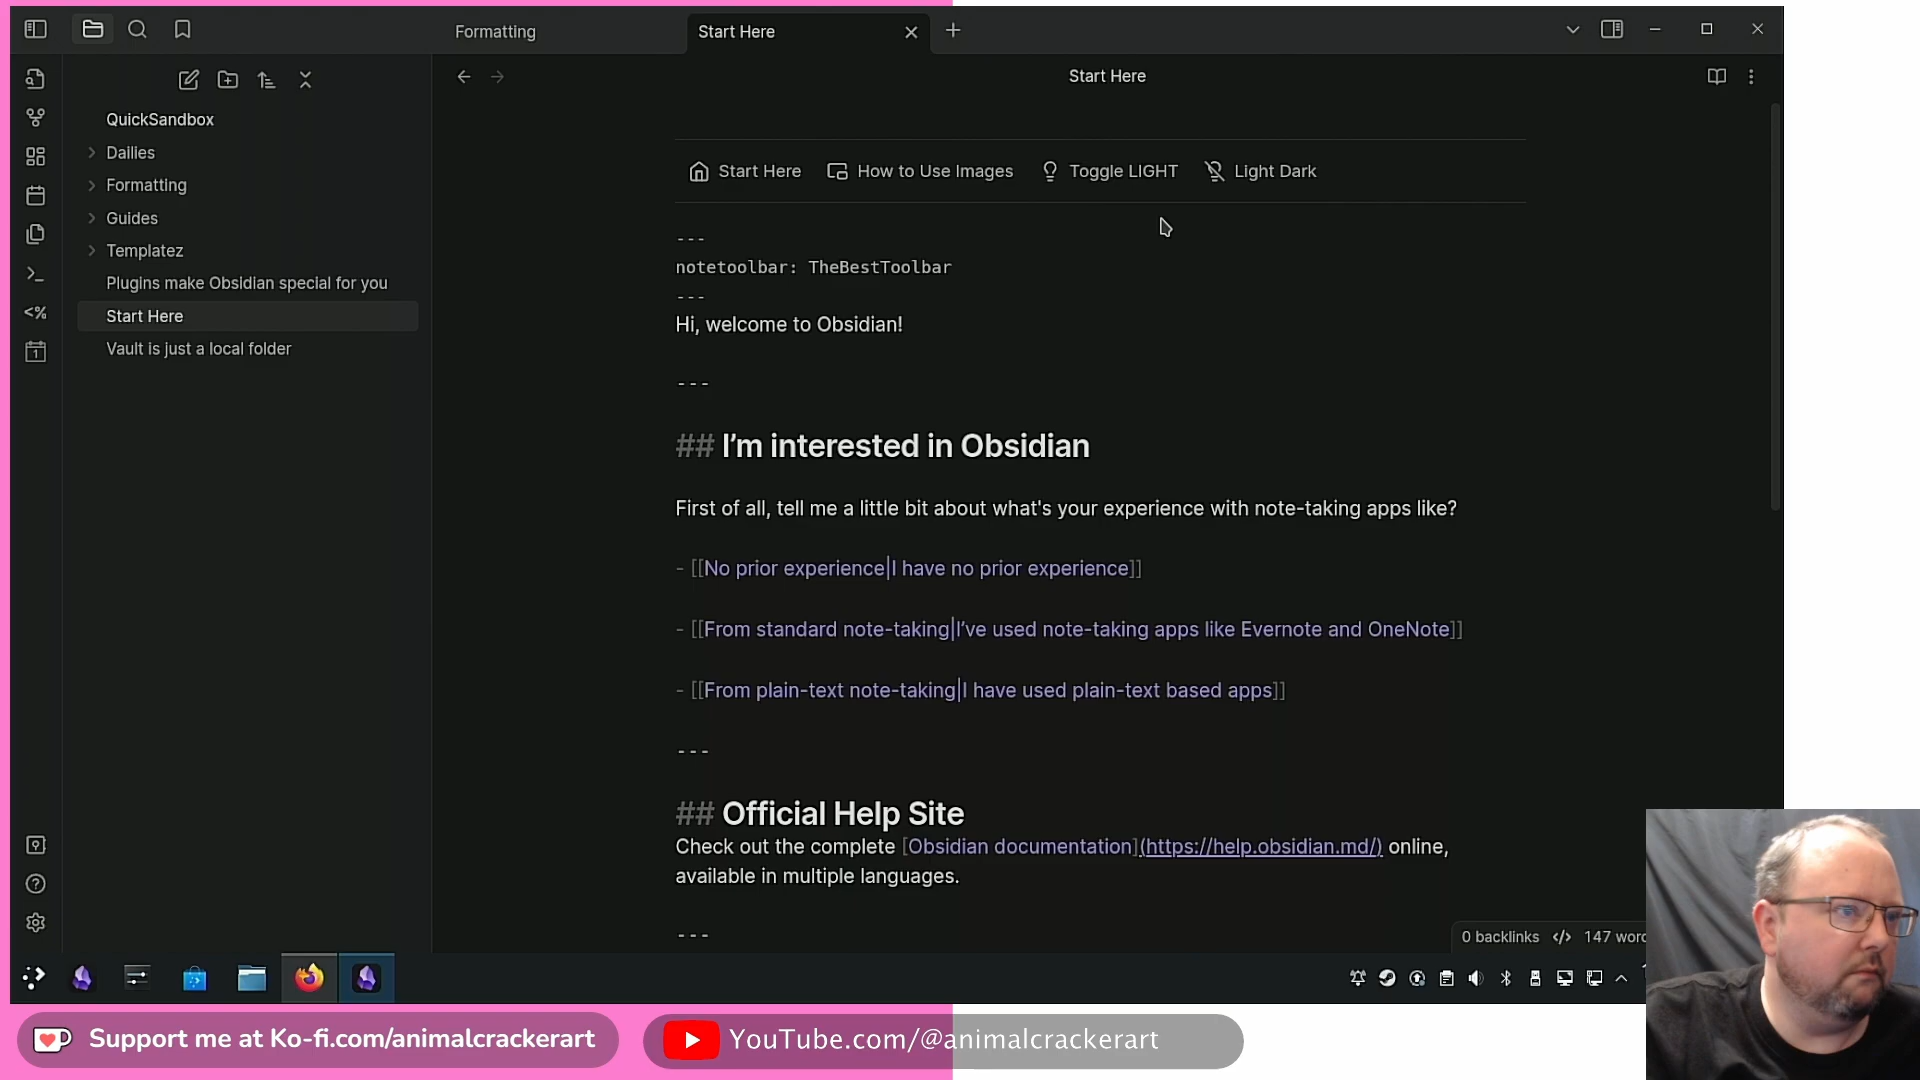 Formatting
Start Here
Start Here
QuickSandbox
Dailies
Formatting
Guides
Templatez
Plugins make Obsidian special for you
Start Here
Vault is just a local folder
Start Here How to Use Images Toggle LIGHT Light Dark
---
notetoolbar: TheBestToolbar
---
Hi, welcome to Obsidian!
---
## I’m interested in Obsidian
First of all, tell me a little bit about what's your experience with note-taking apps like?
- [[No prior experience|I have no prior experience]]
- [[From standard note-taking|I’ve used note-taking apps like Evernote and OneNote]]
- [[From plain-text note-taking|I have used plain-text based apps]]
---
## Official Help Site
Check out the complete [Obsidian documentation](https://help.obsidian.md/) online,
available in multiple languages.
---
0 backlinks 147 wor
Support me at Ko-fi.com/animalcrackerart
YouTube.com/@animalcrackerart